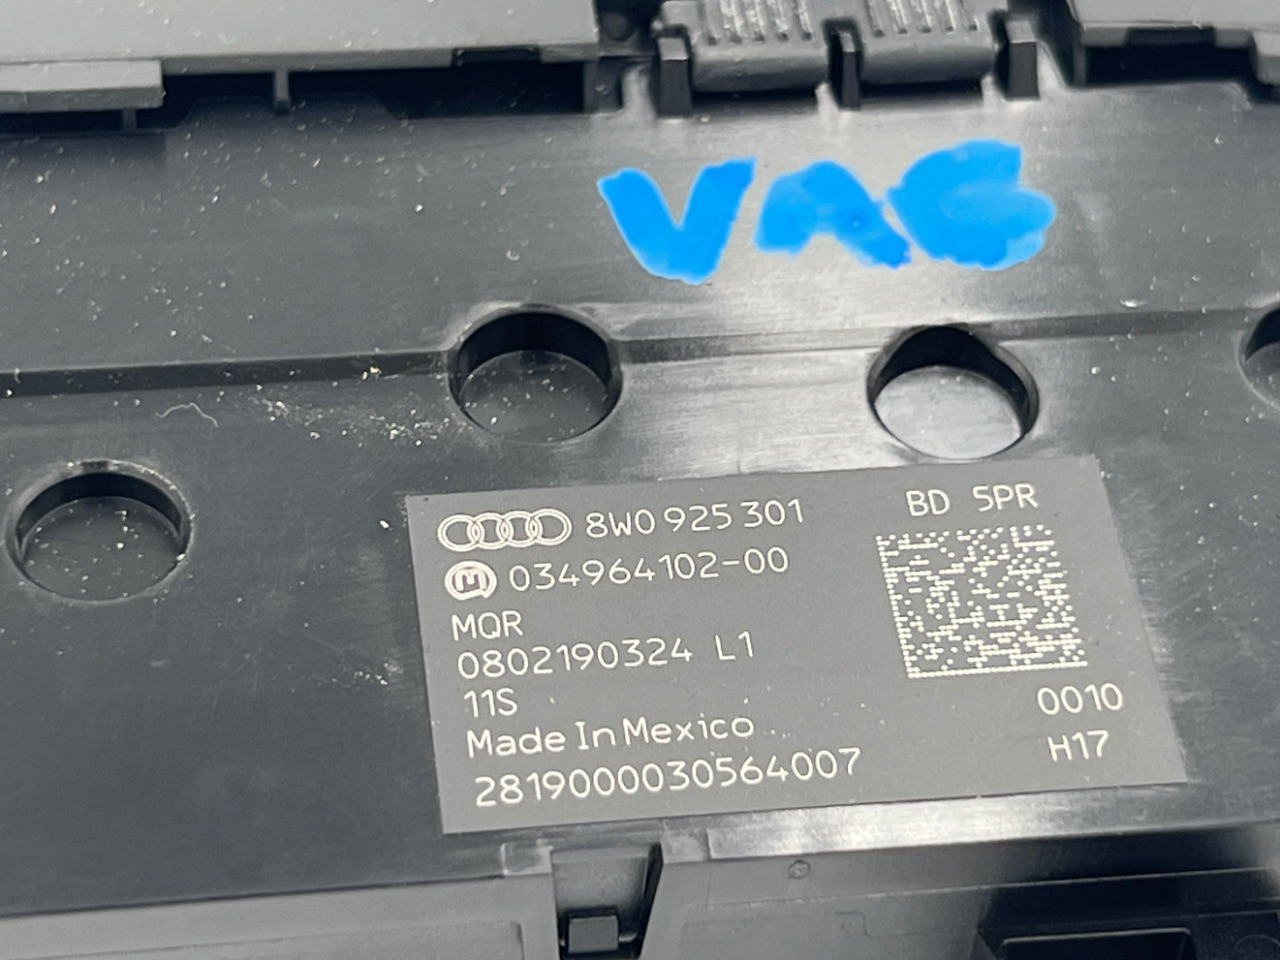 VAG
8W0 925 301
BD 5PR
034964102-00
MQR
0802190324 L1
11S
0010
Made In Mexico
H17
2819000030564007